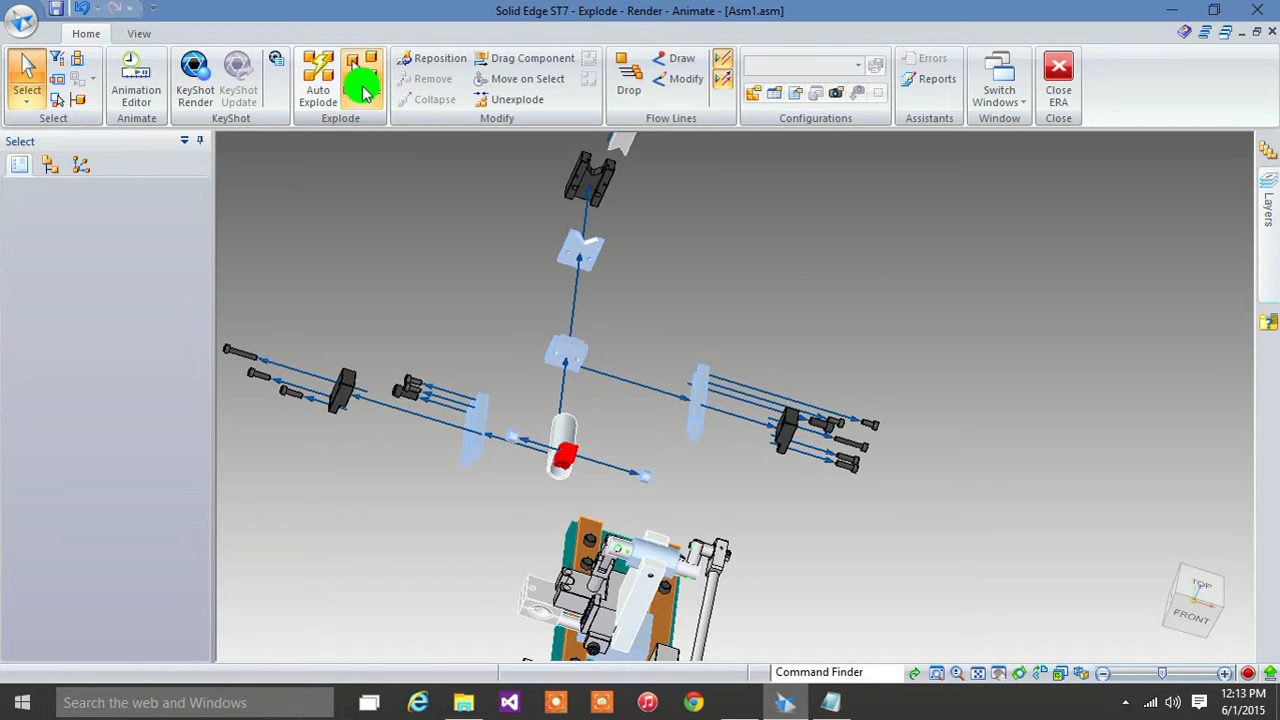 Solid Edge ST7 - Explode - Render - Animate - [Asm1.asm]
Home View
Select
Animation Editor
KeyShot Render
KeyShot Update
Auto Explode
Reposition
Remove
Collapse
Drag Component
Move on Select
Unexplode
Drop
Draw
Modify
Errors
Reports
Switch Windows
Close ERA
Select Animate KeyShot Explode Modify Flow Lines Configurations Assistants Window Close
Select
Layers
TOP
FRONT
Command Finder
Search the web and Windows
12:13 PM
6/1/2015